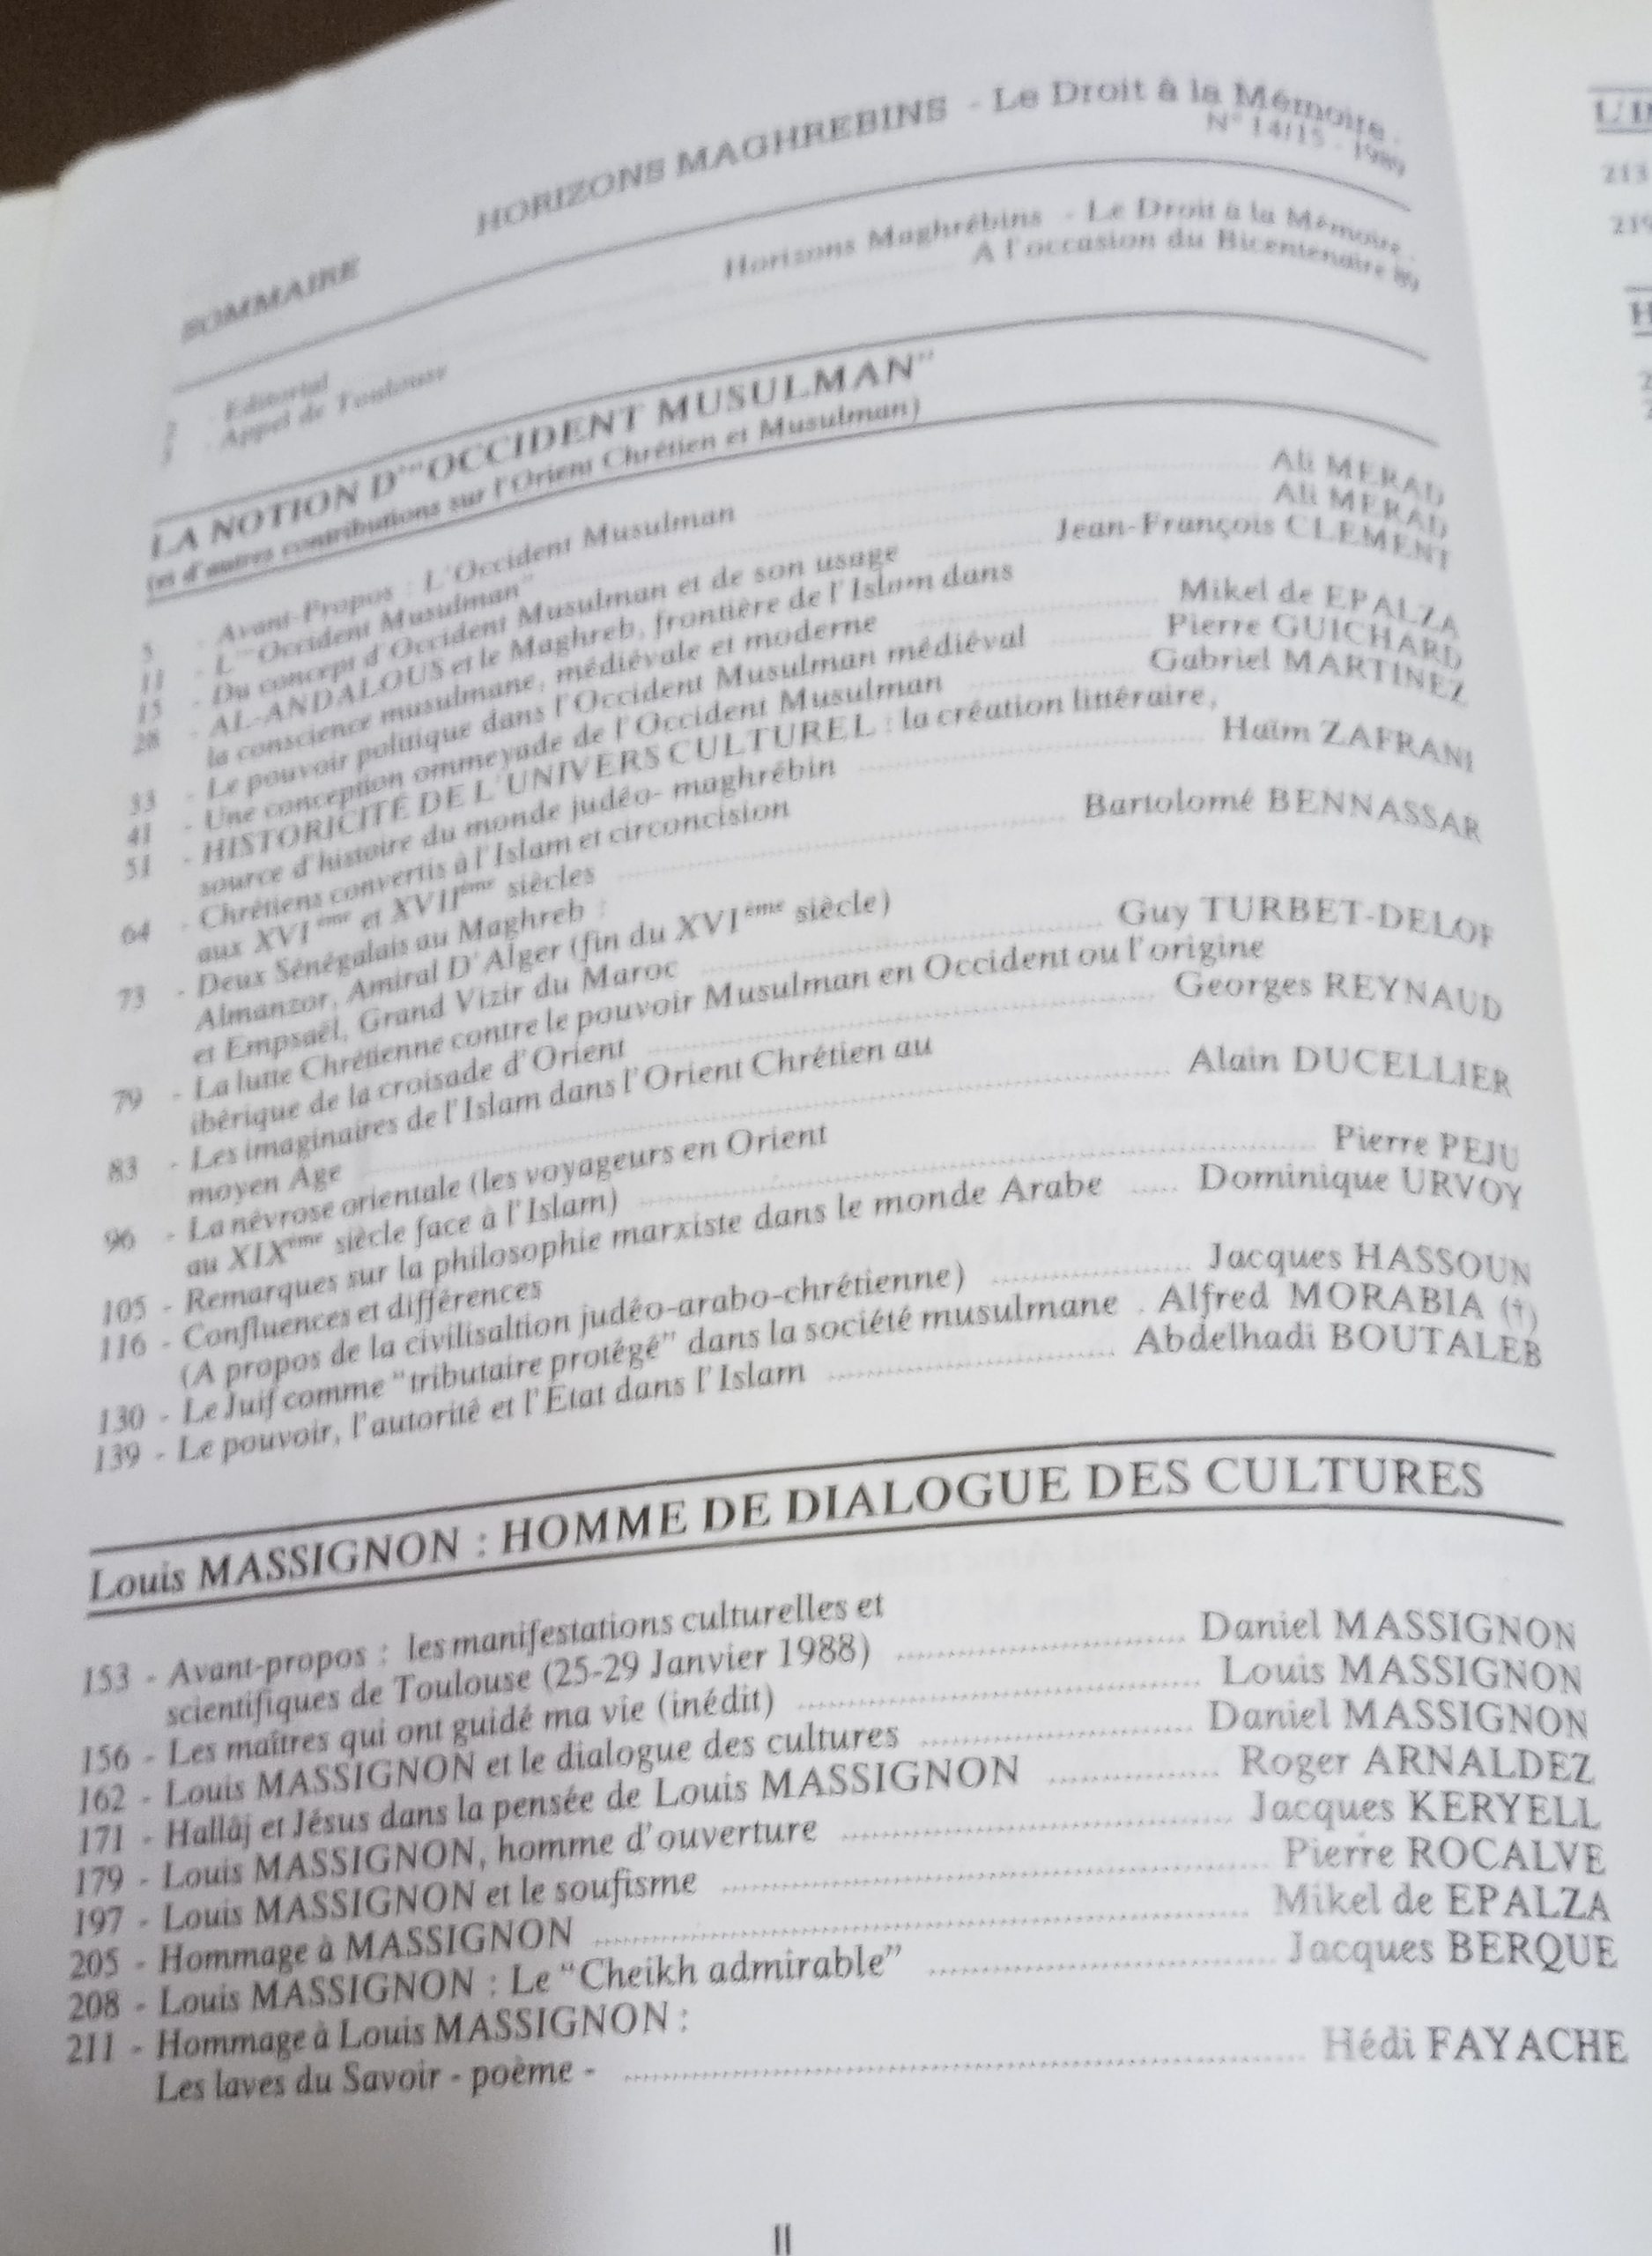 HORIZONS MAGHREBINS - Le Droit à la Mémoire -
N° 14/15 - 1989
SOMMAIRE
- Editorial ... Horizons Maghrébins - Le Droit à la Mémoire -
- Appel de Toulouse ... A l'occasion du Bicentenaire 89
LA NOTION D'"OCCIDENT MUSULMAN"
(et d'autres contributions sur l'Orient Chrétien et Musulman)
5 - Avant-Propos : L'Occident Musulman ... Ali MERAD
11 - L'"Occident Musulman" ... Ali MERAD
15 - Du concept d'Occident Musulman et de son usage ... Jean-François CLEMENT
28 - AL-ANDALOUS et le Maghreb, frontière de l'Islam dans
la conscience musulmane, médiévale et moderne ... Mikel de EPALZA
33 - Le pouvoir politique dans l'Occident Musulman médiéval ... Pierre GUICHARD
41 - Une conception ommeyade de l'Occident Musulman ... Gabriel MARTINEZ
51 - HISTORICITÉ DE L'UNIVERS CULTUREL : la création littéraire,
source d'histoire du monde judéo- maghrébin ... Haïm ZAFRANI
64 - Chrétiens convertis à l'Islam et circoncision
aux XVIème et XVIIème siècles ... Bartolomé BENNASSAR
73 - Deux Sénégalais au Maghreb :
Almanzor, Amiral D'Alger (fin du XVIème siècle)
et Empsaël, Grand Vizir du Maroc ... Guy TURBET-DELOF
79 - La lutte Chrétienne contre le pouvoir Musulman en Occident ou l'origine
ibérique de la croisade d'Orient ... Georges REYNAUD
83 - Les imaginaires de l'Islam dans l'Orient Chrétien au
moyen Age ... Alain DUCELLIER
96 - La névrose orientale (les voyageurs en Orient
au XIXème siècle face à l'Islam) ... Pierre PEJU
105 - Remarques sur la philosophie marxiste dans le monde Arabe ... Dominique URVOY
116 - Confluences et différences
(A propos de la civilisaltion judéo-arabo-chrétienne) ... Jacques HASSOUN
130 - Le Juif comme "tributaire protégé" dans la société musulmane . Alfred MORABIA (†)
139 - Le pouvoir, l'autorité et l'État dans l'Islam ... Abdelhadi BOUTALEB
Louis MASSIGNON : HOMME DE DIALOGUE DES CULTURES
153 - Avant-propos : les manifestations culturelles et
scientifiques de Toulouse (25-29 Janvier 1988) ... Daniel MASSIGNON
156 - Les maîtres qui ont guidé ma vie (inédit) ... Louis MASSIGNON
162 - Louis MASSIGNON et le dialogue des cultures ... Daniel MASSIGNON
171 - Hallâj et Jésus dans la pensée de Louis MASSIGNON ... Roger ARNALDEZ
179 - Louis MASSIGNON, homme d'ouverture ... Jacques KERYELL
197 - Louis MASSIGNON et le soufisme ... Pierre ROCALVE
205 - Hommage à MASSIGNON ... Mikel de EPALZA
208 - Louis MASSIGNON : Le "Cheikh admirable" ... Jacques BERQUE
211 - Hommage à Louis MASSIGNON :
Les laves du Savoir - poème - ... Hédi FAYACHE
II
213